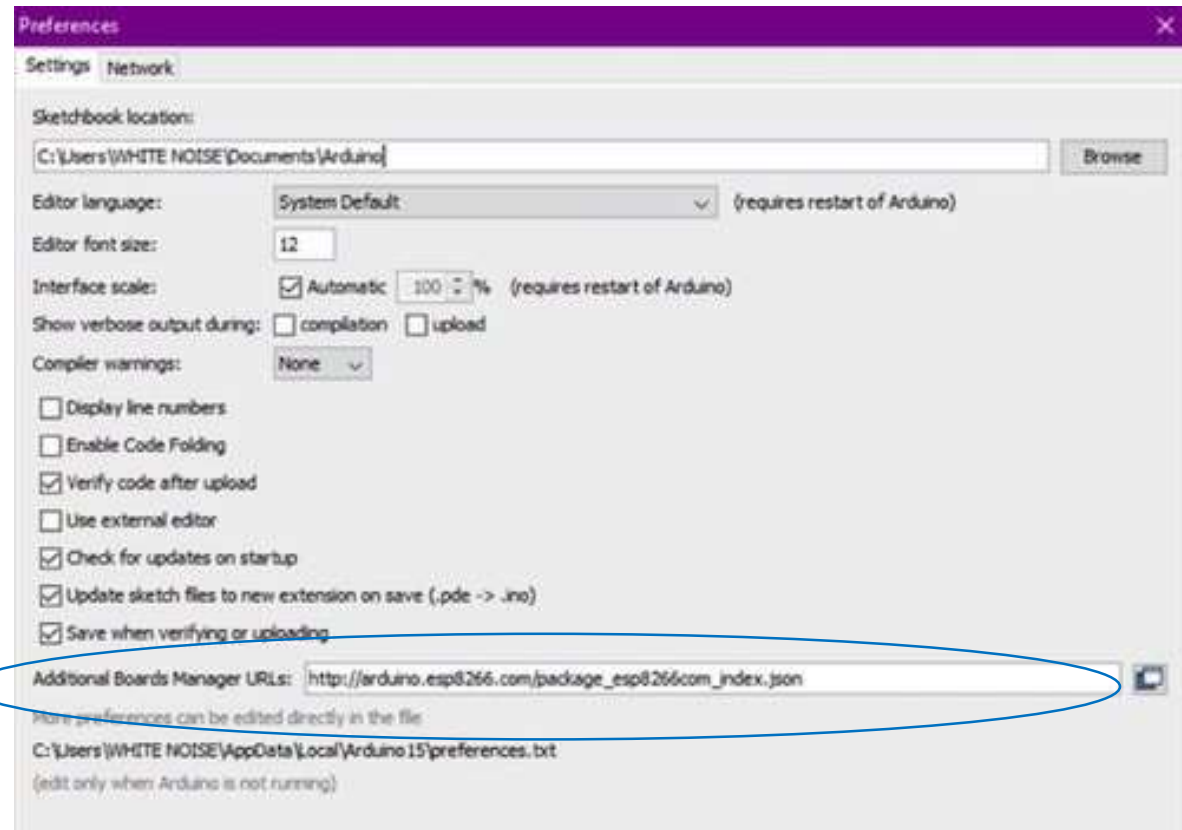 Preferences
Settings Network
Sketchbook location:
C:\Users\WHITE NOISE\Documents\Arduino Browse
Editor language: System Default (requires restart of Arduino)
Editor font size: 12
Interface scale: Automatic 100 % (requires restart of Arduino)
Show verbose output during: compilation upload
Compiler warnings: None
Display line numbers
Enable Code Folding
Verify code after upload
Use external editor
Check for updates on startup
Update sketch files to new extension on save (.pde -> .ino)
Save when verifying or uploading
Additional Boards Manager URLs: http://arduino.esp8266.com/package_esp8266com_index.json
More preferences can be edited directly in the file
C:\Users\WHITE NOISE\AppData\Local\Arduino15\preferences.txt
(edit only when Arduino is not running)